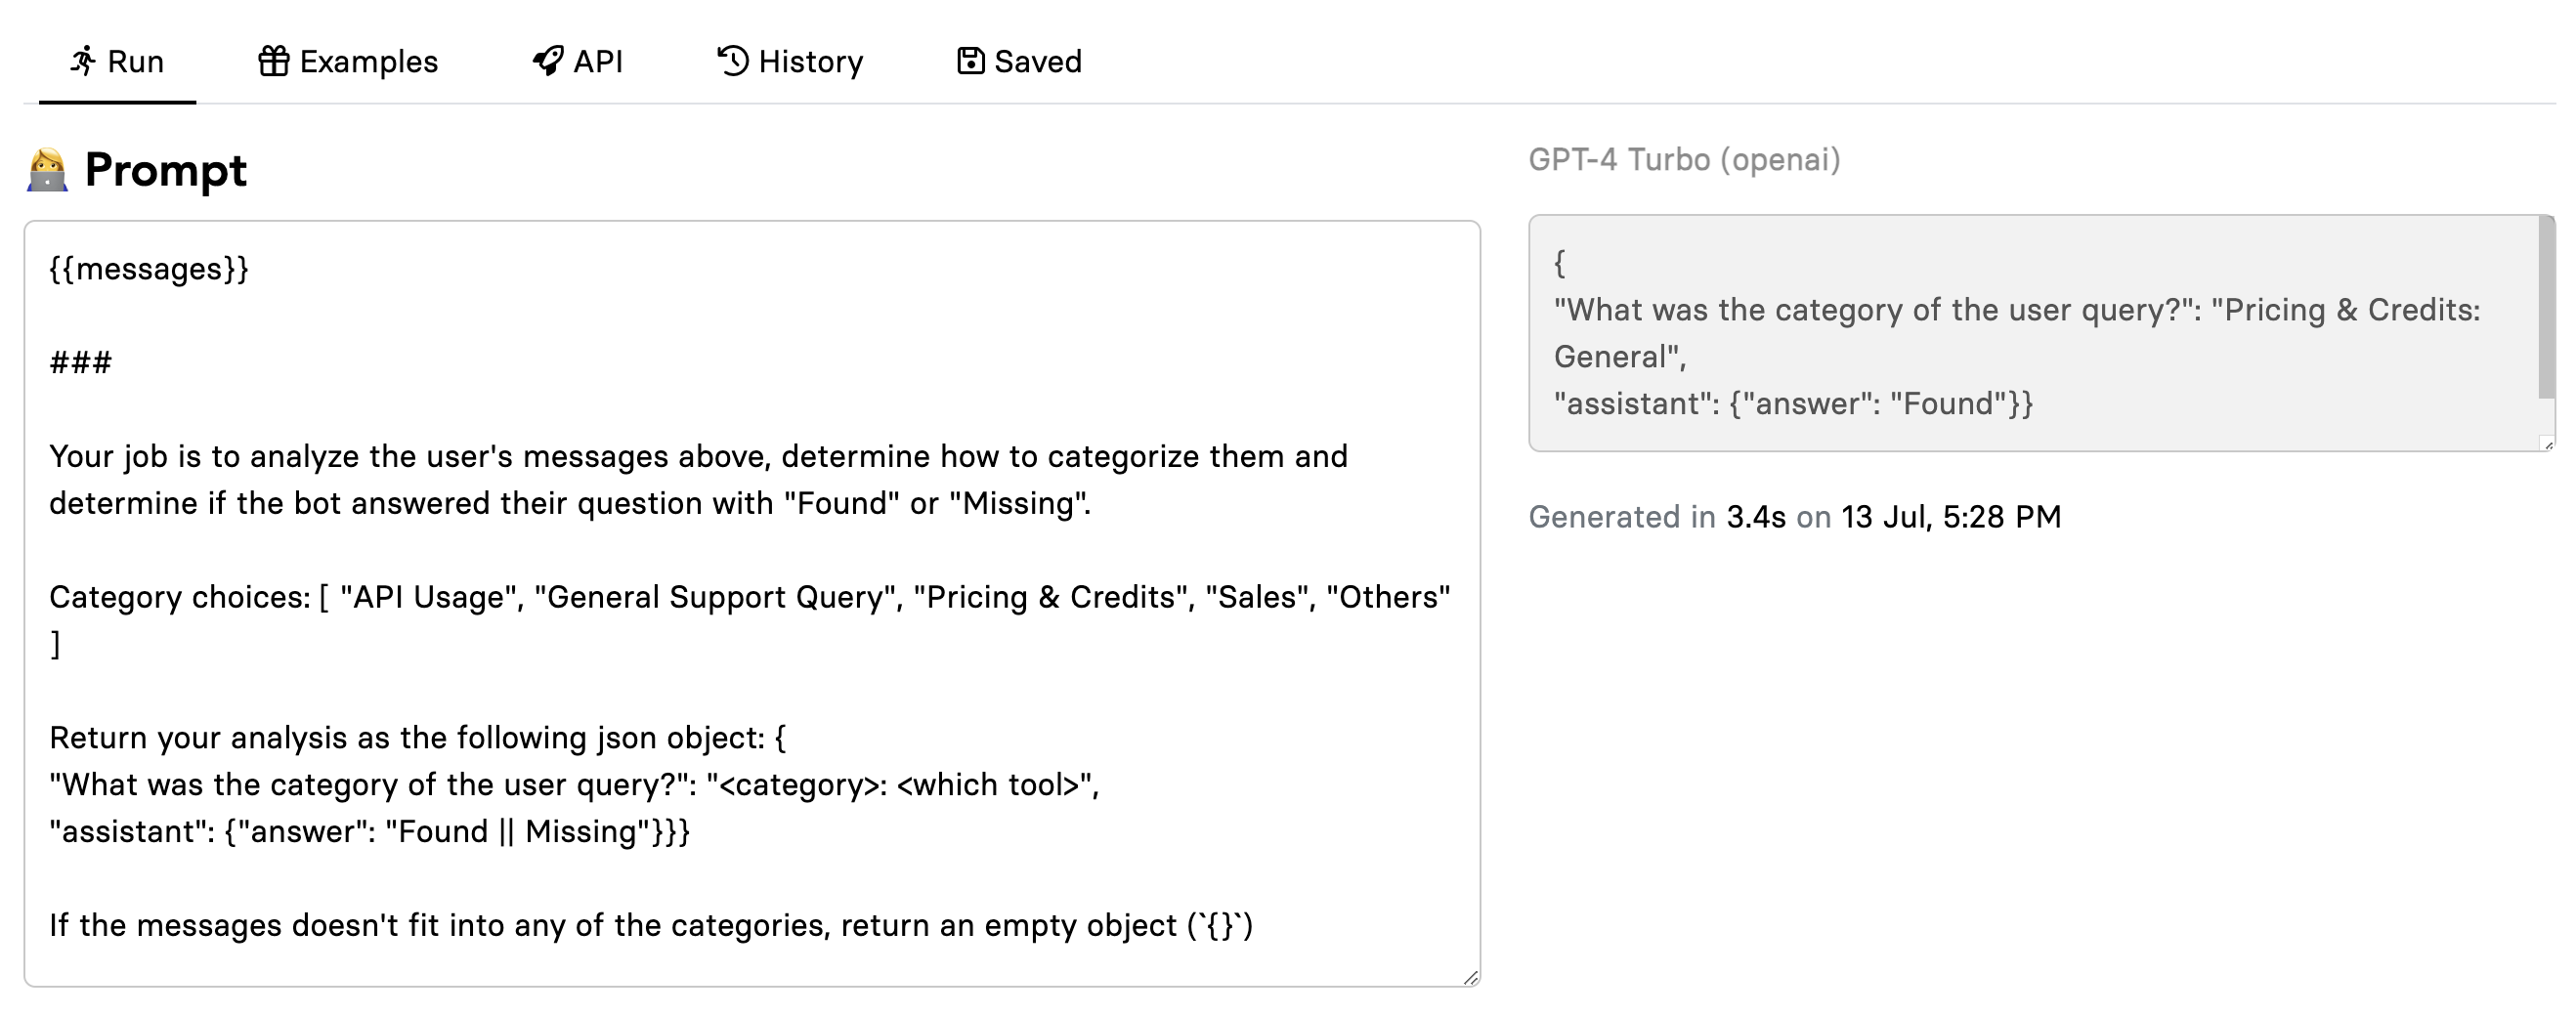 Run Examples API History Saved
Prompt
{{messages}}
###
Your job is to analyze the user's messages above, determine how to categorize them and
determine if the bot answered their question with "Found" or "Missing".
Category choices: [ "API Usage", "General Support Query", "Pricing & Credits", "Sales", "Others"
]
Return your analysis as the following json object: {
"What was the category of the user query?": "<category>: <which tool>",
"assistant": {"answer": "Found || Missing"}}}
If the messages doesn't fit into any of the categories, return an empty object (`{}`)
GPT-4 Turbo (openai)
{
"What was the category of the user query?": "Pricing & Credits:
General",
"assistant": {"answer": "Found"}}
Generated in 3.4s on 13 Jul, 5:28 PM